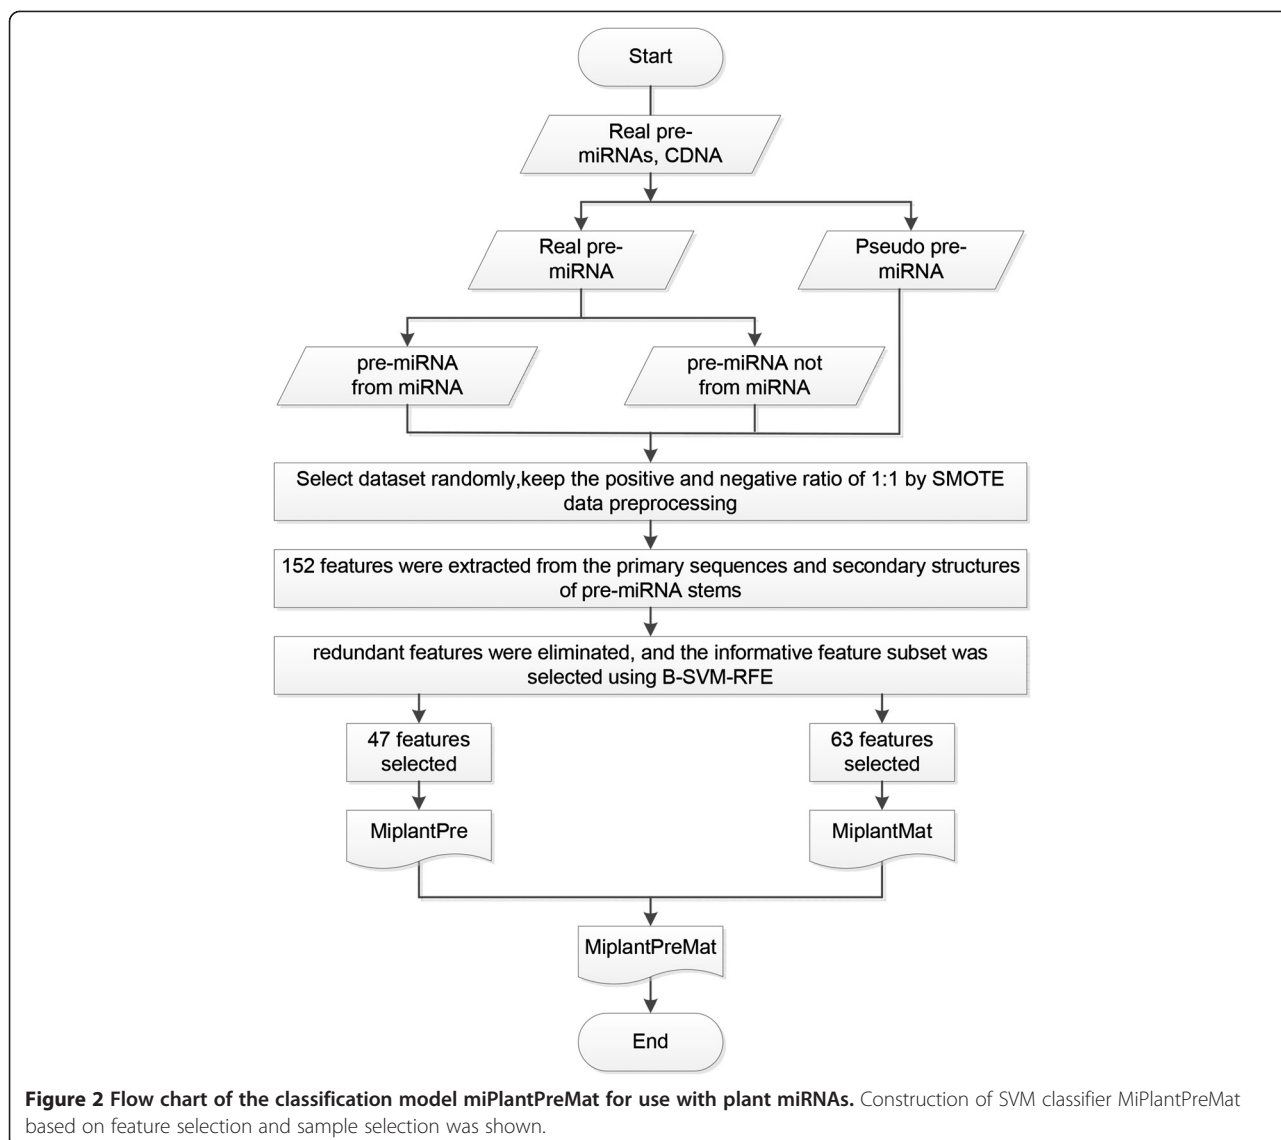 Start
Real pre-
miRNAs, CDNA
Real pre-
miRNA
Pseudo pre-
miRNA
pre-miRNA
from miRNA
pre-miRNA not
from miRNA
Select dataset randomly,keep the positive and negative ratio of 1:1 by SMOTE
data preprocessing
152 features were extracted from the primary sequences and secondary structures
of pre-miRNA stems
redundant features were eliminated, and the informative feature subset was
selected using B-SVM-RFE
47 features
selected
63 features
selected
MiplantPre
MiplantMat
MiplantPreMat
End
Figure 2 Flow chart of the classification model miPlantPreMat for use with plant miRNAs. Construction of SVM classifier MiPlantPreMat
based on feature selection and sample selection was shown.